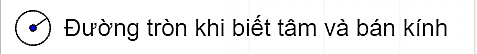 Đường tròn khi biết tâm và bán kính